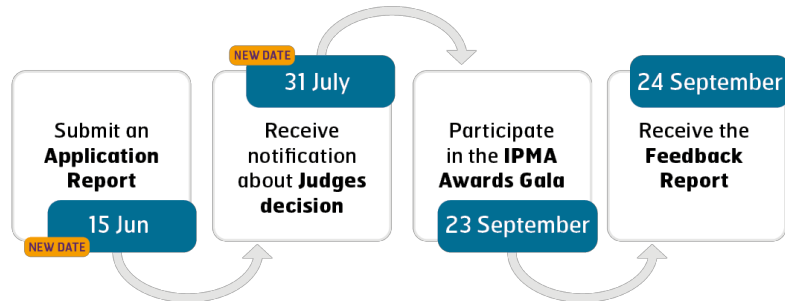 Submit an
Application
Report
15 Jun
NEW DATE
NEW DATE
31 July
Receive
notification
about Judges
decision
Participate
in the IPMA
Awards Gala
23 September
24 September
Receive the
Feedback
Report